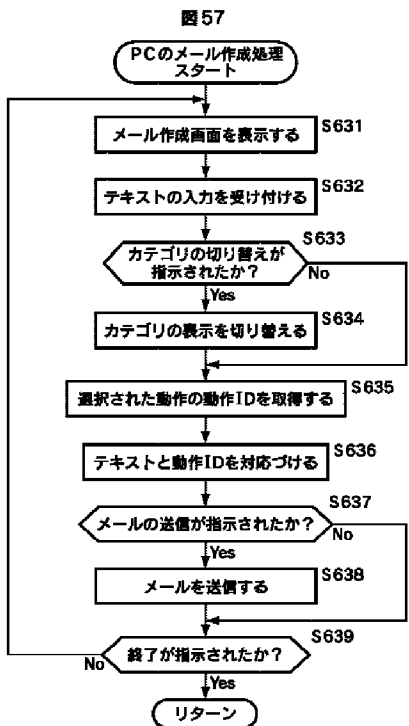 図57
PCのメール作成処理
スタート
メール作成画面を表示する
S631
テキストの入力を受け付ける
S632
カテゴリの切り替えが
指示されたか?
S633
No
Yes
カテゴリの表示を切り替える
S634
選択された動作の動作IDを取得する
S635
テキストと動作IDを対応づける
S636
メールの送信が指示されたか?
S637
No
Yes
メールを送信する
S638
終了が指示されたか?
S639
No
Yes
リターン